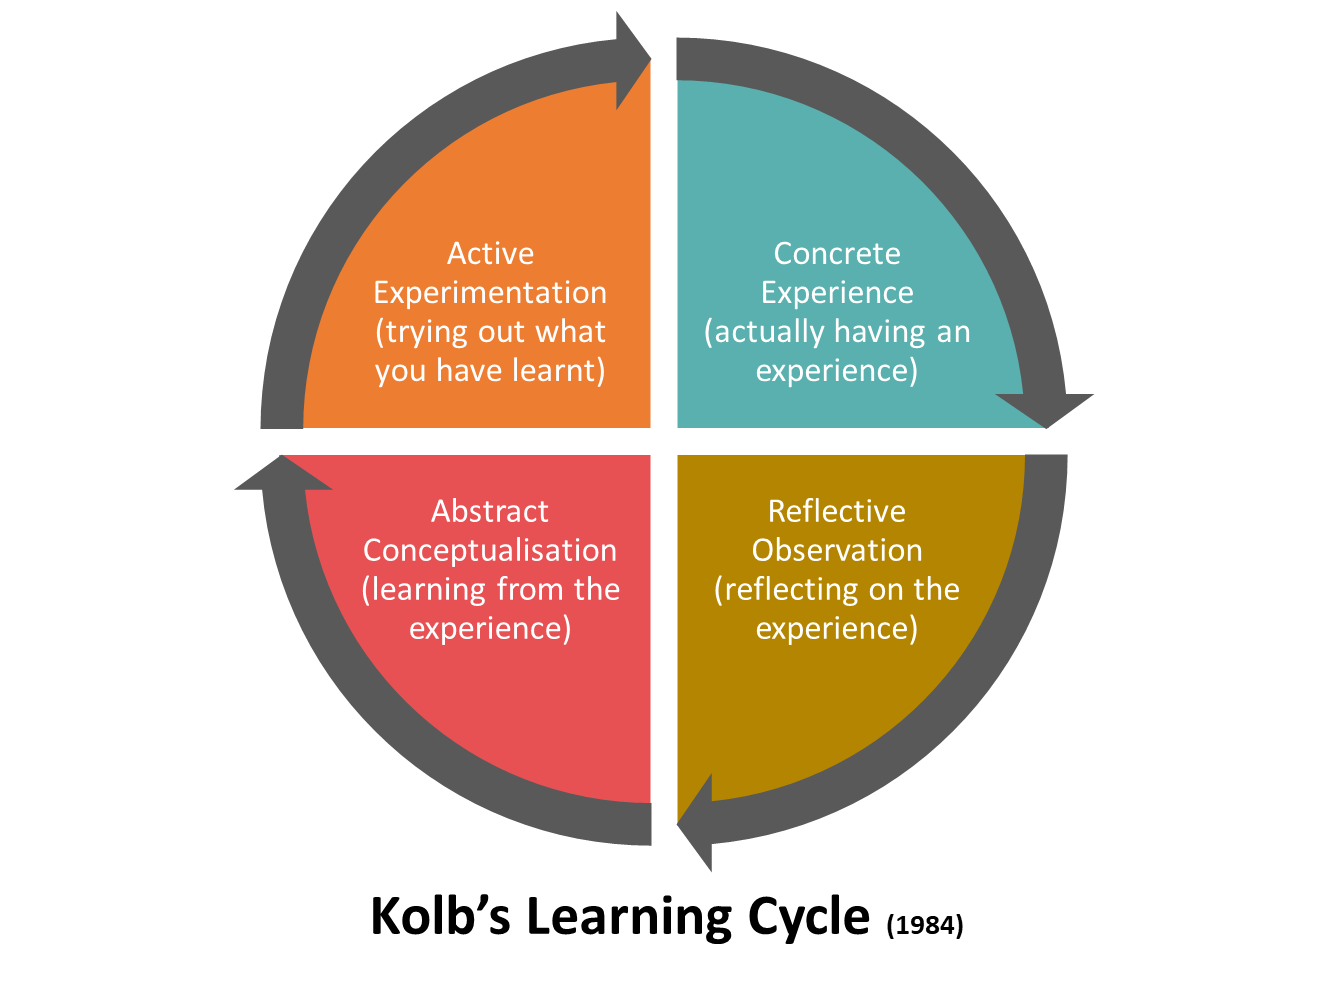 Active
Experimentation
(trying out what
you have learnt)
Concrete
Experience
(actually having an
experience)
Abstract
Conceptualisation
(learning from the
experience)
Reflective
Observation
(reflecting on the
experience)
Kolb’s Learning Cycle (1984)